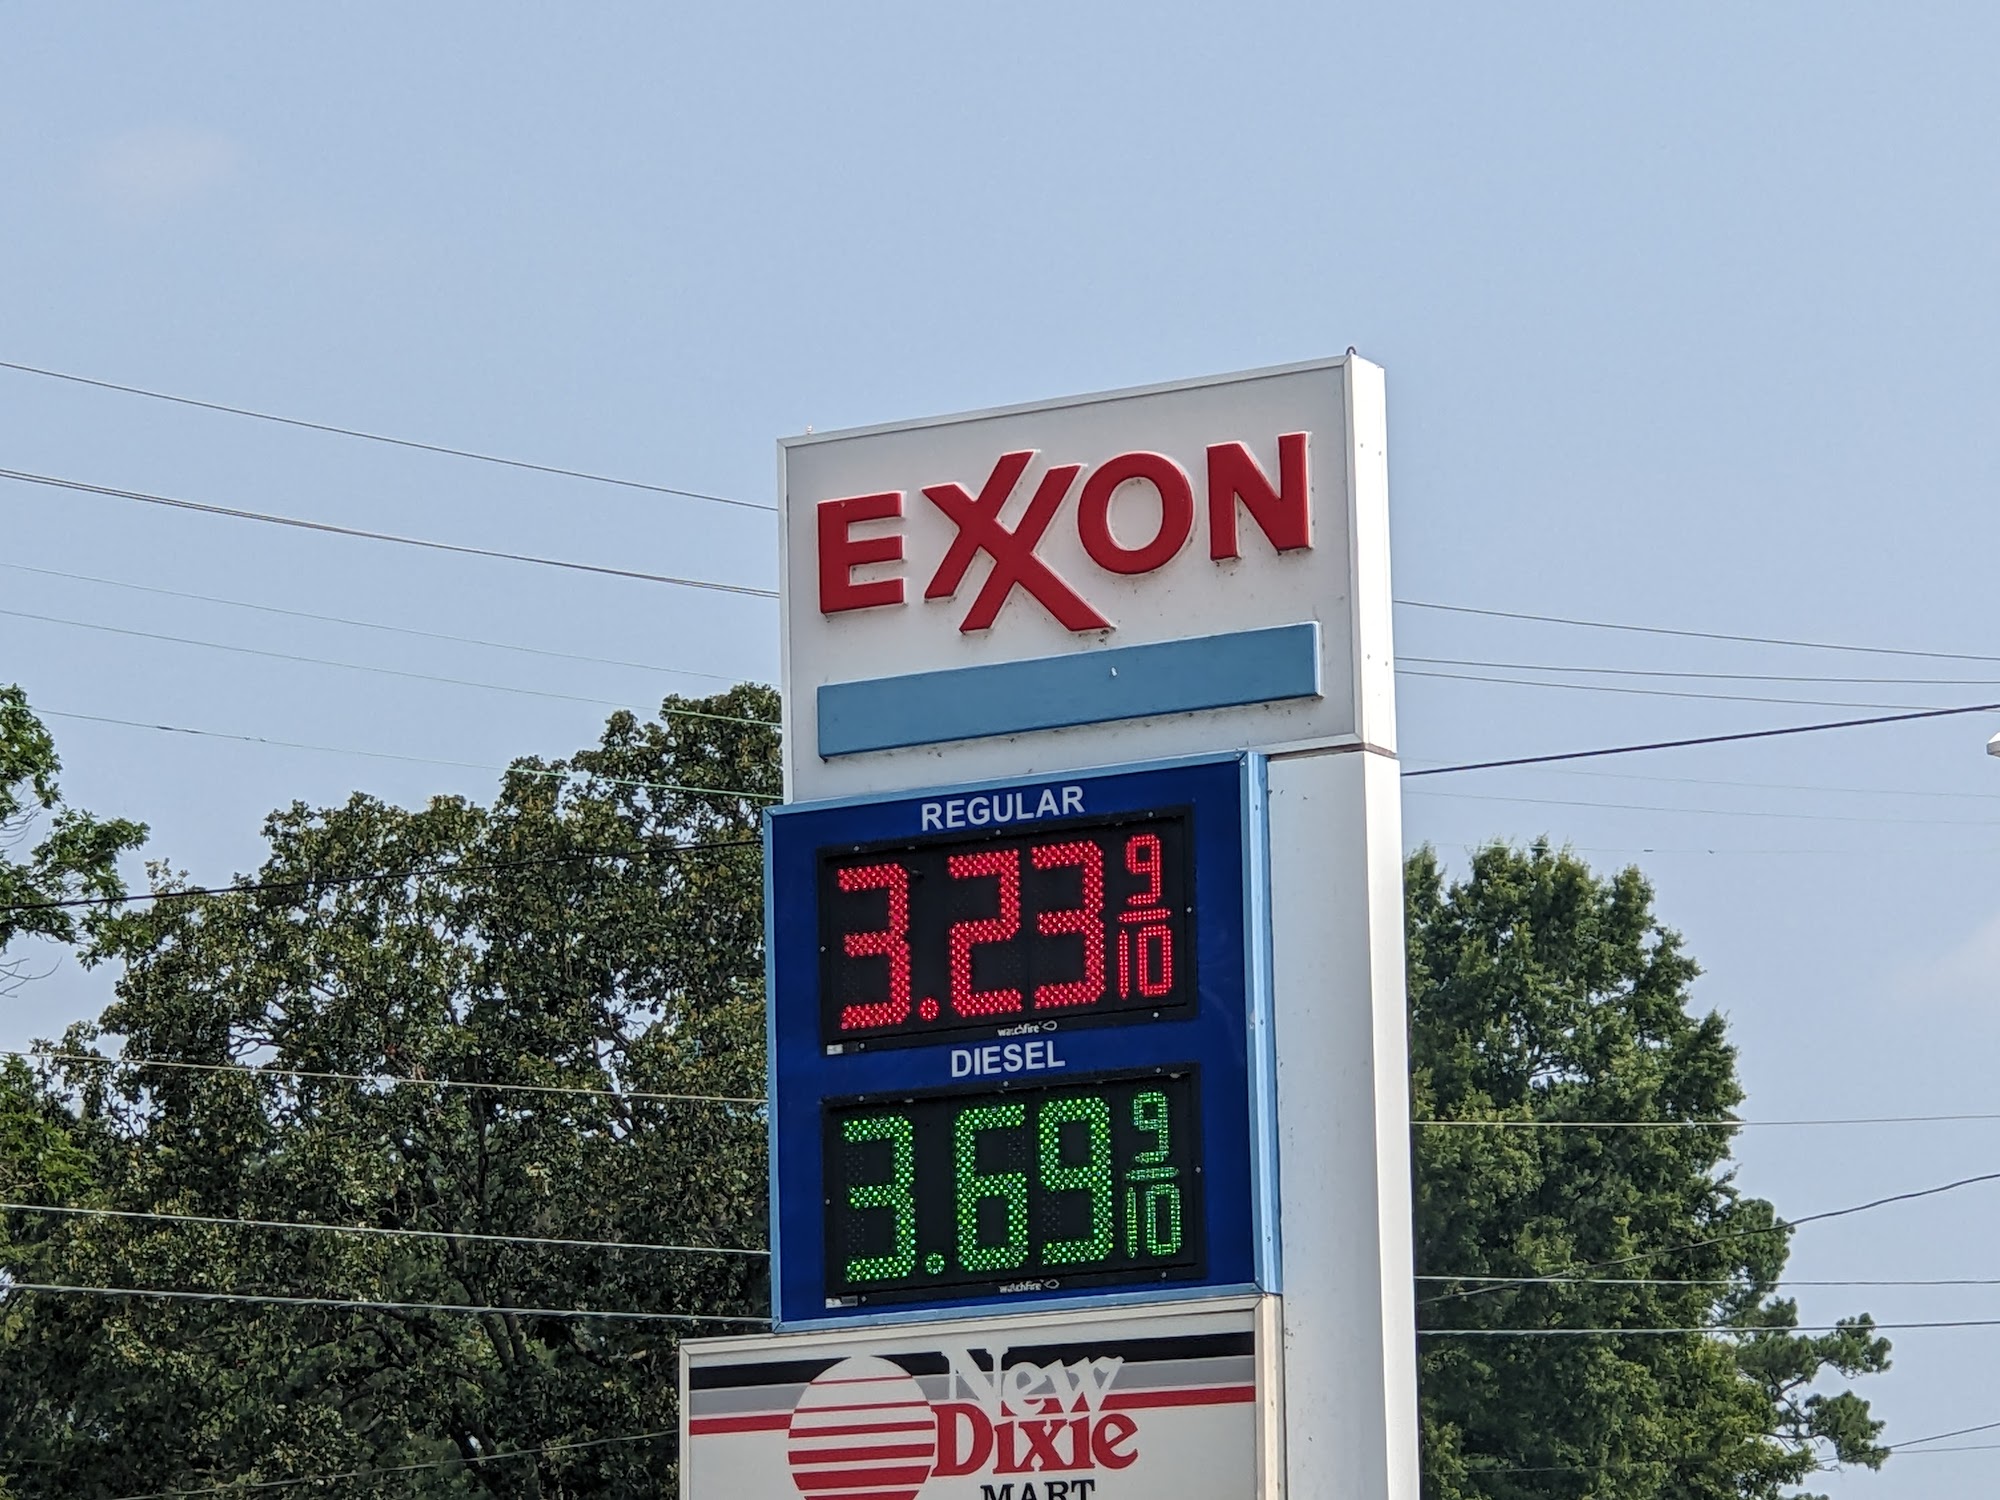 EXXON
REGULAR
3.23 9/10
watchfire
DIESEL
3.69 9/10
watchfire
New
Dixie
MART